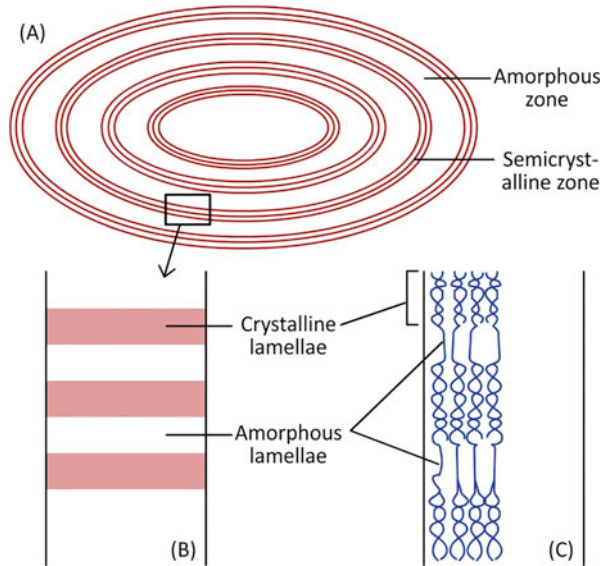 (A)
Amorphous
zone
Semicryst-
alline zone
Crystalline
lamellae
Amorphous
lamellae
(B)
(C)